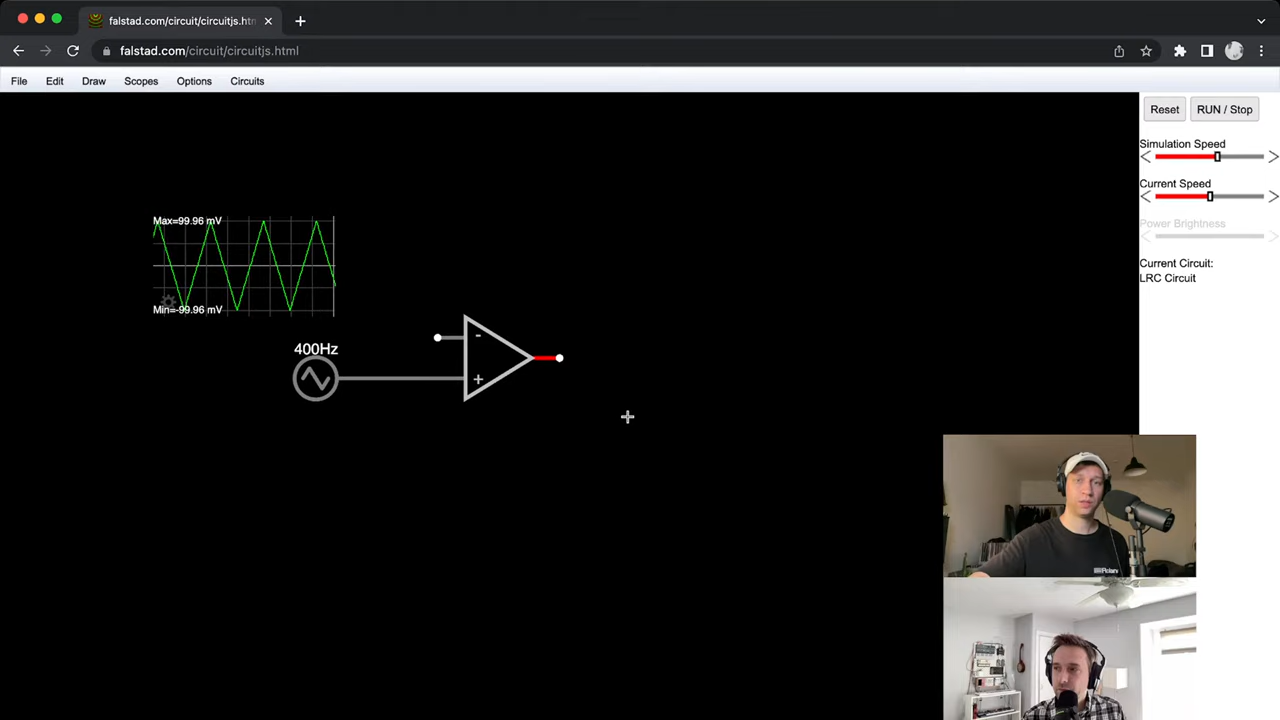 falstad.com/circuit/circuitjs.htm
falstad.com/circuit/circuitjs.html
File Edit Draw Scopes Options Circuits
Reset RUN / Stop
Simulation Speed
Current Speed
Power Brightness
Current Circuit:
LRC Circuit
Max=99.96 mV
Min=-99.96 mV
400Hz
-
+
Roland